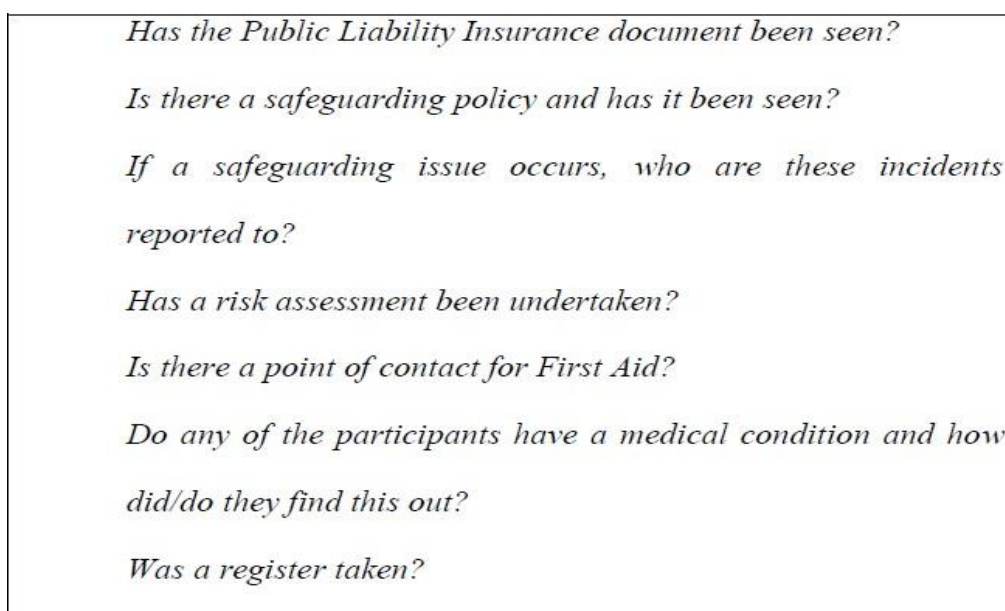 Has the Public Liability Insurance document been seen?
Is there a safeguarding policy and has it been seen?
If a safeguarding issue occurs, who are these incidents
reported to?
Has a risk assessment been undertaken?
Is there a point of contact for First Aid?
Do any of the participants have a medical condition and how
did/do they find this out?
Was a register taken?